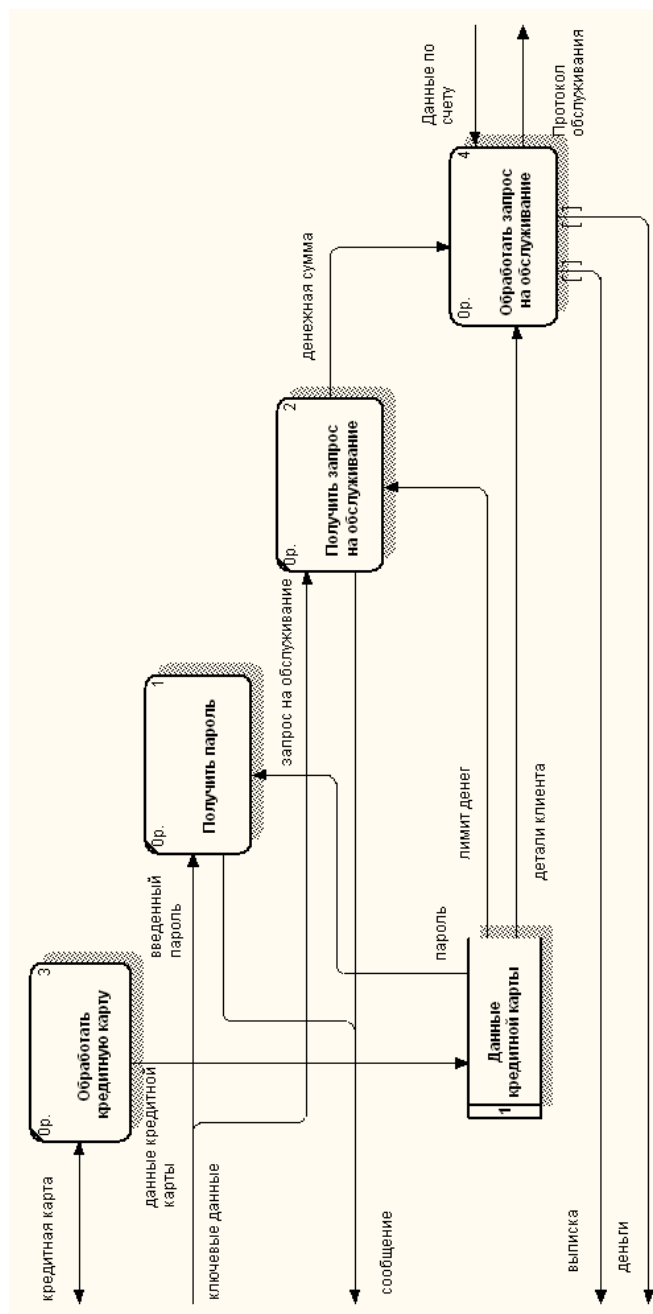 кредитная карта
0р.
3
Обработать
кредитную карту
данные кредитной
карты
ключевые данные
введенный
пароль
0р.
1
Получить пароль
запрос на обслуживание
0р.
2
Получить запрос
на обслуживание
денежная сумма
Данные по
счету
Протокол
обслуживания
0р.
4
Обработать запрос
на обслуживание
сообщение
пароль
лимит денег
детали клиента
1
Данные
кредитной карты
выписка
деньги